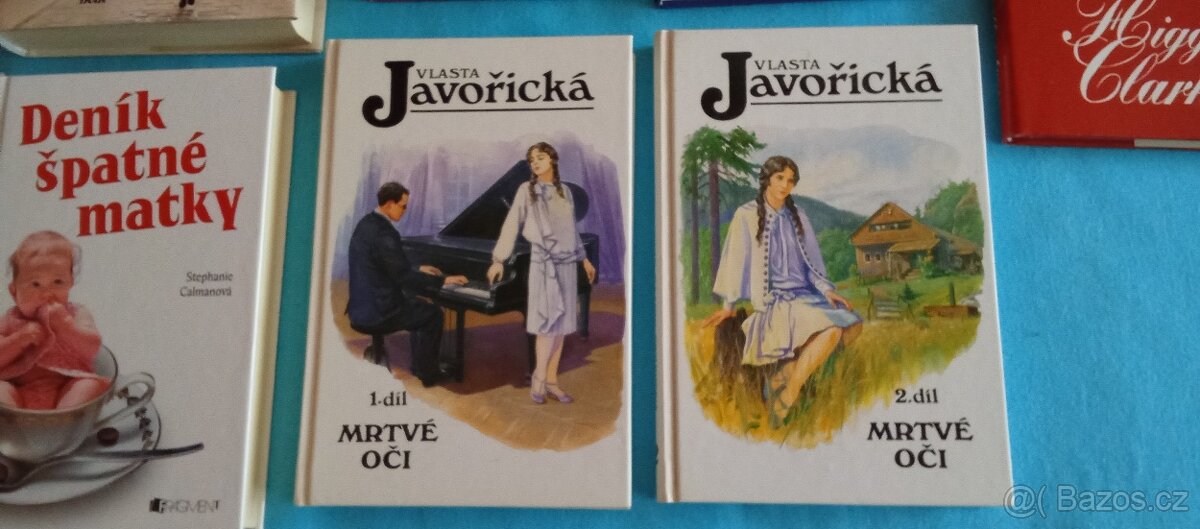 Deník
špatné
matky
Stephanie
Calmanová
FRAGMENT
VLASTA
Javořická
1. díl
MRTVÉ
OČI
VLASTA
Javořická
2. díl
MRTVÉ
OČI
Clark
@( Bazos.cz